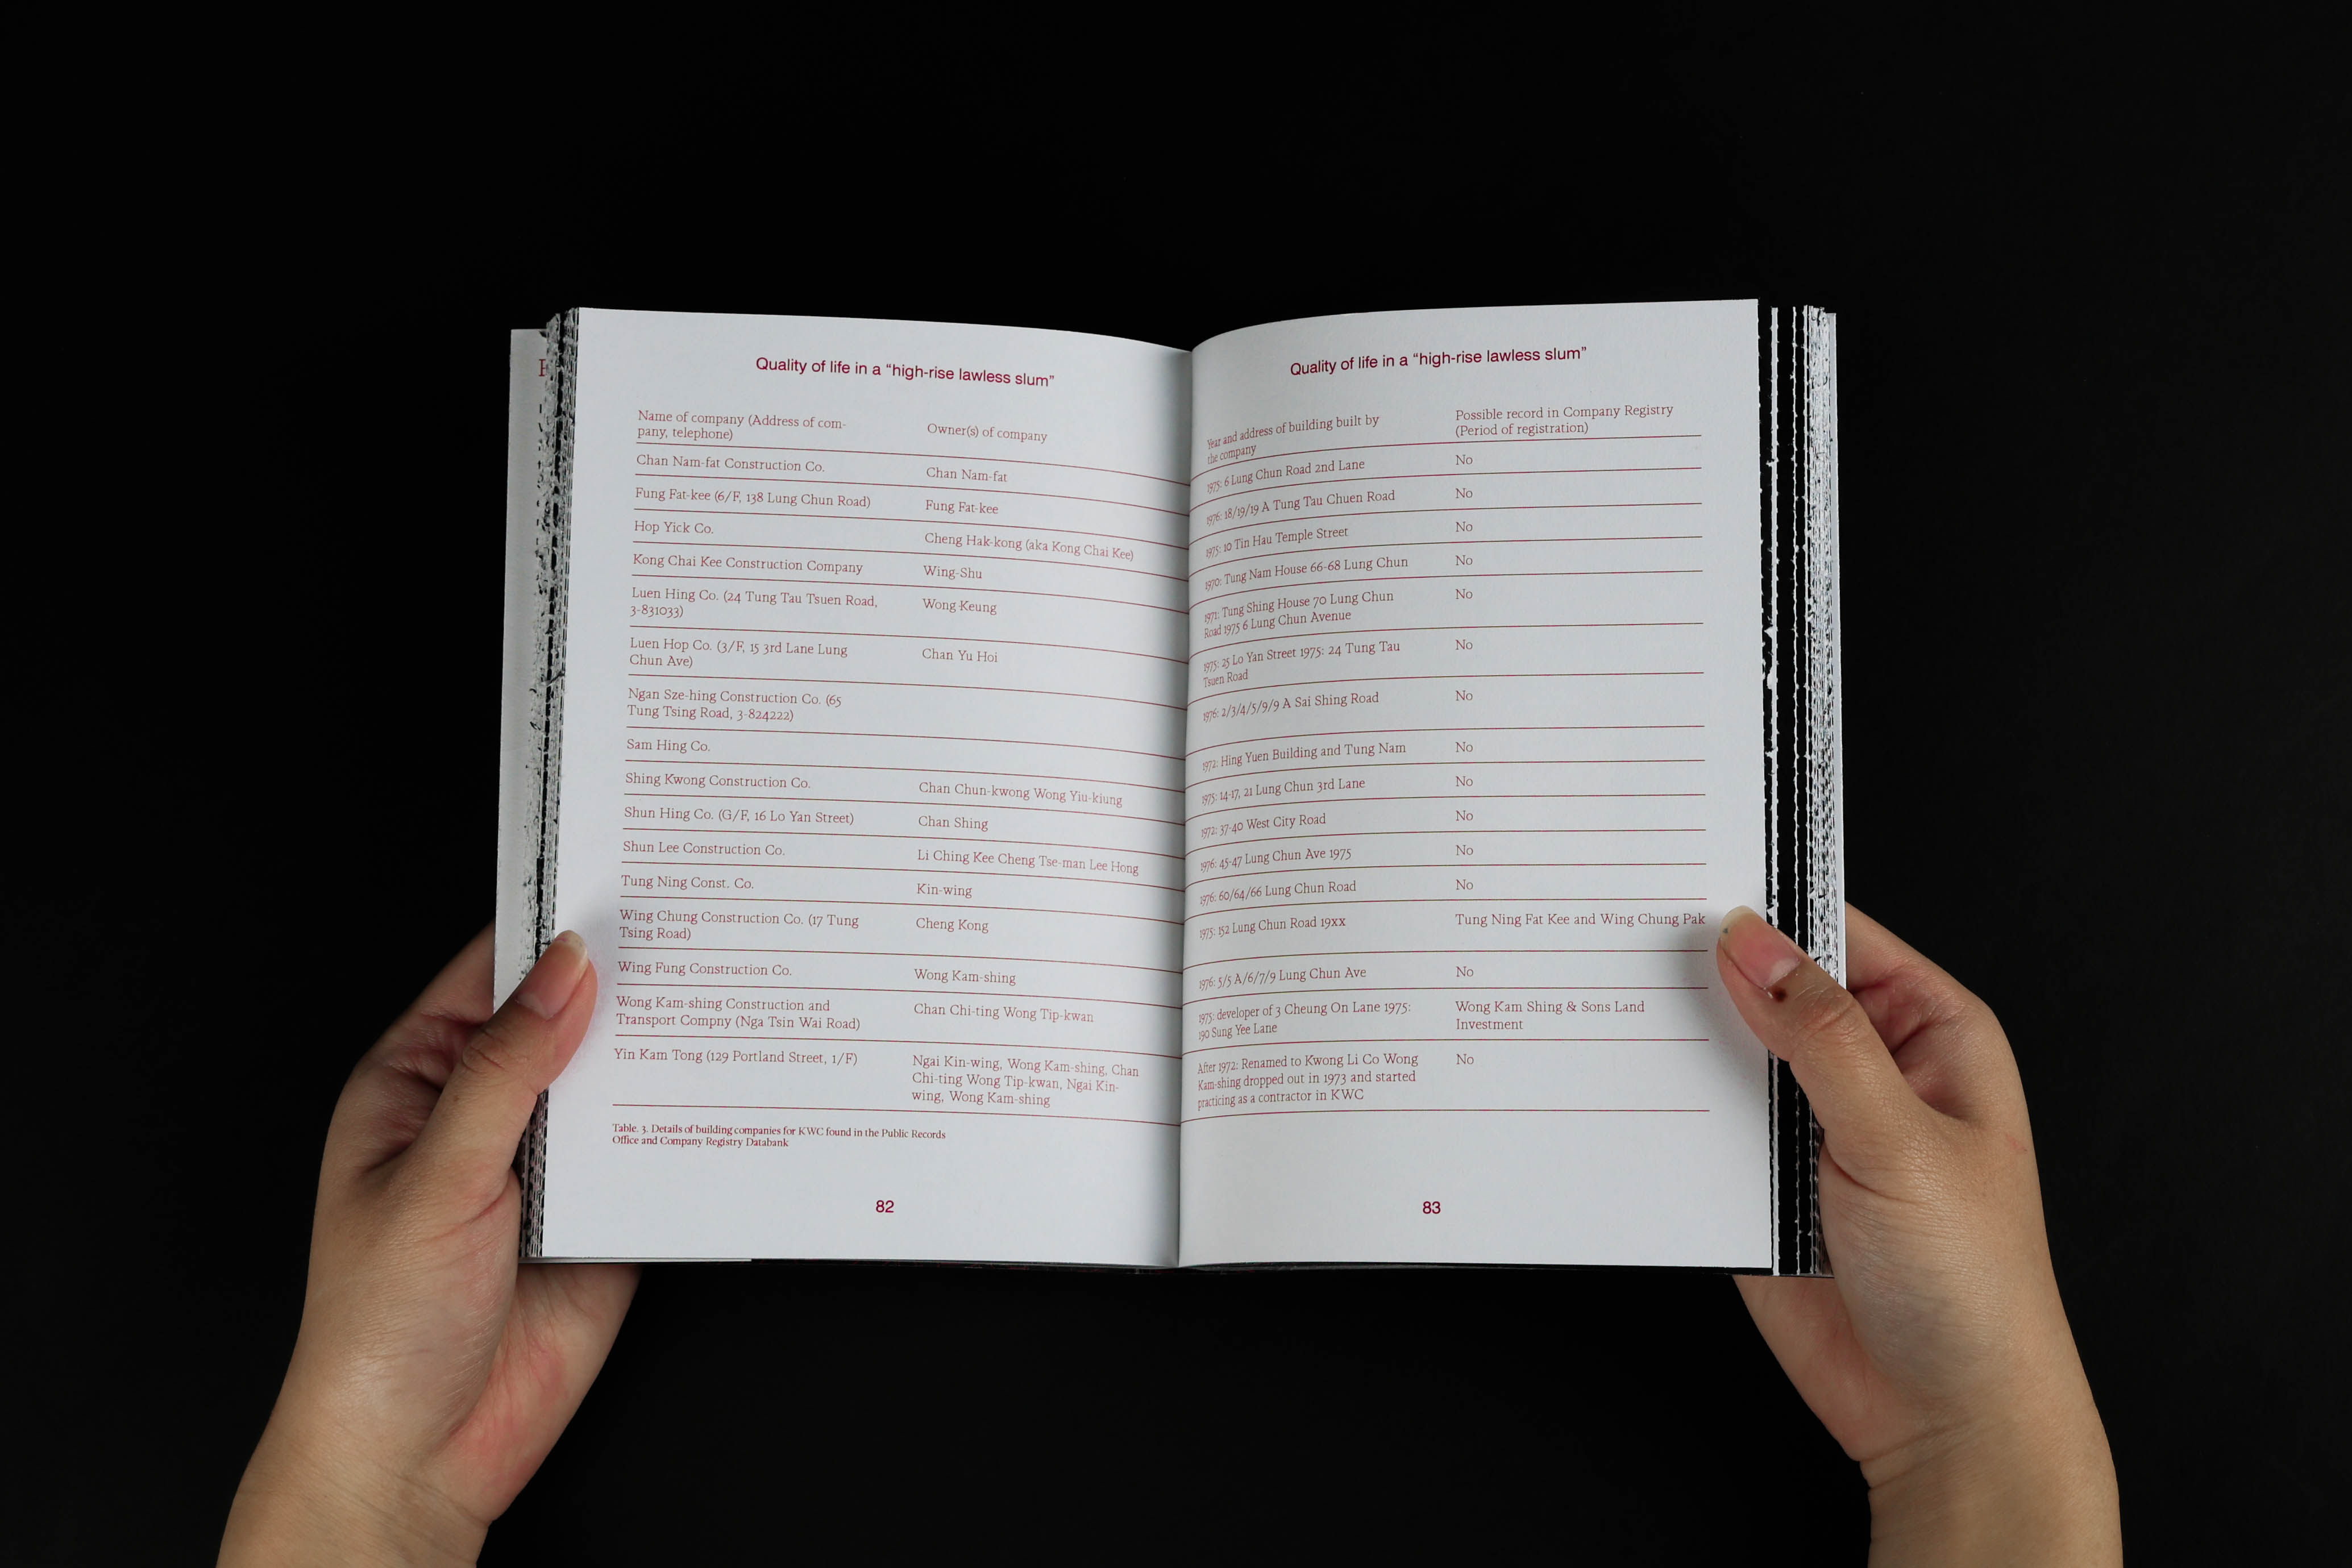 F
Quality of life in a “high-rise lawless slum”
Name of company (Address of com-
pany, telephone)
Owner(s) of company
Chan Nam-fat Construction Co.
Chan Nam-fat
Fung Fat-kee (6/F, 138 Lung Chun Road)
Fung Fat-kee
Hop Yick Co.
Cheng Hak-kong (aka Kong Chai Kee)
Kong Chai Kee Construction Company
Wing-Shu
Luen Hing Co. (24 Tung Tau Tsuen Road,
3-831033)
Wong Keung
Luen Hop Co. (3/F, 15 3rd Lane Lung
Chun Ave)
Chan Yu Hoi
Ngan Sze-hing Construction Co. (65
Tung Tsing Road, 3-824222)
Sam Hing Co.
Shing Kwong Construction Co.
Chan Chun-kwong Wong Yiu-kiung
Shun Hing Co. (G/F, 16 Lo Yan Street)
Chan Shing
Shun Lee Construction Co.
Li Ching Kee Cheng Tse-man Lee Hong
Tung Ning Const. Co.
Kin-wing
Wing Chung Construction Co. (17 Tung
Tsing Road)
Cheng Kong
Wing Fung Construction Co.
Wong Kam-shing
Wong Kam-shing Construction and
Transport Compny (Nga Tsin Wai Road)
Chan Chi-ting Wong Tip-kwan
Yin Kam Tong (129 Portland Street, 1/F)
Ngai Kin-wing, Wong Kam-shing, Chan
Chi-ting Wong Tip-kwan, Ngai Kin-
wing, Wong Kam-shing
Table. 3. Details of building companies for KWC found in the Public Records
Office and Company Registry Databank
82
Quality of life in a “high-rise lawless slum”
Year and address of building built by
the company
Possible record in Company Registry
(Period of registration)
1975: 6 Lung Chun Road 2nd Lane
No
1976: 18/19/19 A Tung Tau Chuen Road
No
1975: 10 Tin Hau Temple Street
No
1970: Tung Nam House 66-68 Lung Chun
No
1971: Tung Shing House 70 Lung Chun
Road 1975 6 Lung Chun Avenue
No
1975: 25 Lo Yan Street 1975: 24 Tung Tau
Tsuen Road
No
1976: 2/3/4/5/9/9 A Sai Shing Road
No
1972: Hing Yuen Building and Tung Nam
No
1975: 14-17, 21 Lung Chun 3rd Lane
No
1972: 37-40 West City Road
No
1976: 45-47 Lung Chun Ave 1975
No
1976: 60/64/66 Lung Chun Road
No
1975: 152 Lung Chun Road 19xx
Tung Ning Fat Kee and Wing Chung Pak
1976: 5/5 A/6/7/9 Lung Chun Ave
No
1975: developer of 3 Cheung On Lane 1975:
190 Sung Yee Lane
Wong Kam Shing & Sons Land
Investment
After 1972: Renamed to Kwong Li Co Wong
Kam-shing dropped out in 1973 and started
practicing as a contractor in KWC
No
83